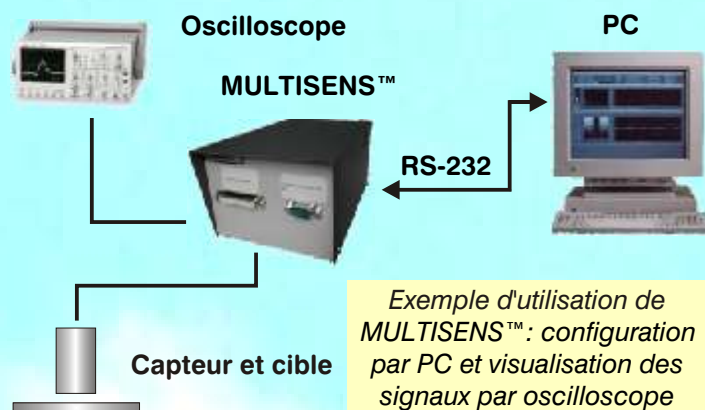 Oscilloscope
PC
MULTISENS™
RS-232
Capteur et cible
Exemple d'utilisation de
MULTISENS™ : configuration
par PC et visualisation des
signaux par oscilloscope